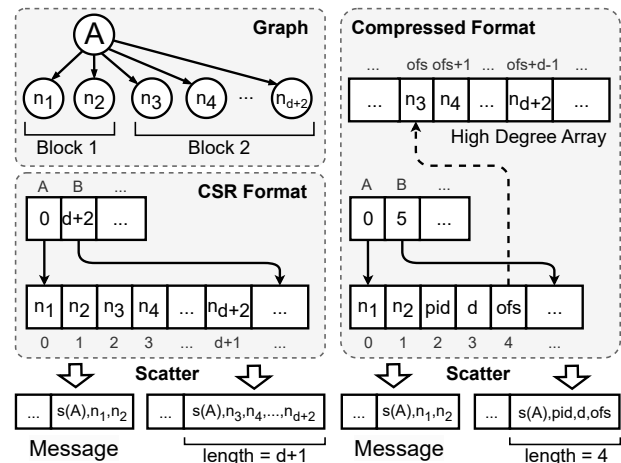 Graph
A
n1 n2 n3 n4 ... nd+2
Block 1 Block 2
CSR Format
A B ...
0 d+2 ...
n1 n2 n3 n4 ... nd+2 ...
0 1 2 3 ... d+1 ...
Scatter
... s(A),n1,n2
Message
... s(A),n3,n4,...,nd+2
length = d+1
Compressed Format
... ofs ofs+1 ... ofs+d-1 ...
... n3 n4 ... nd+2 ...
High Degree Array
A B ...
0 5 ...
n1 n2 pid d ofs ...
0 1 2 3 4 ...
Scatter
... s(A),n1,n2
Message
... s(A),pid,d,ofs
length = 4